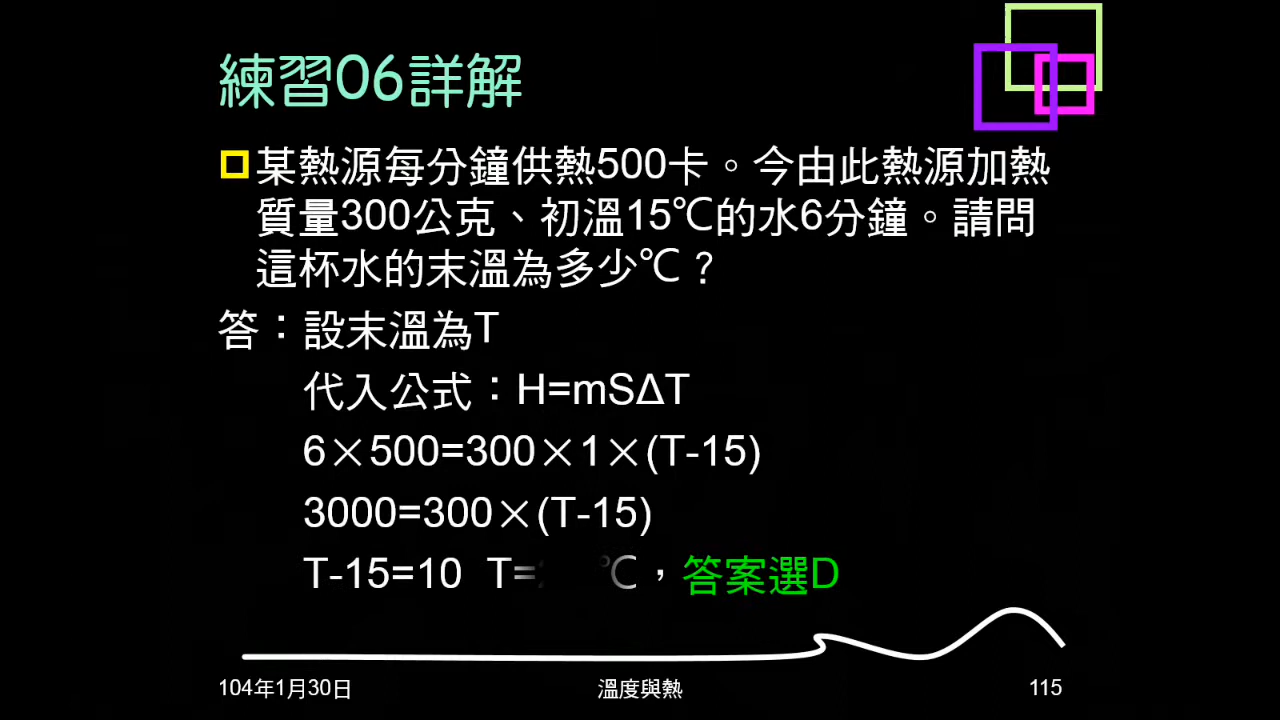 練習06詳解
某熱源每分鐘供熱500卡。今由此熱源加熱
質量300公克、初溫15℃的水6分鐘。請問
這杯水的末溫為多少℃？
答：設末溫為T
代入公式：H=mSΔT
6×500=300×1×(T-15)
3000=300×(T-15)
T-15=10 T= ℃，答案選D
104年1月30日
溫度與熱
115